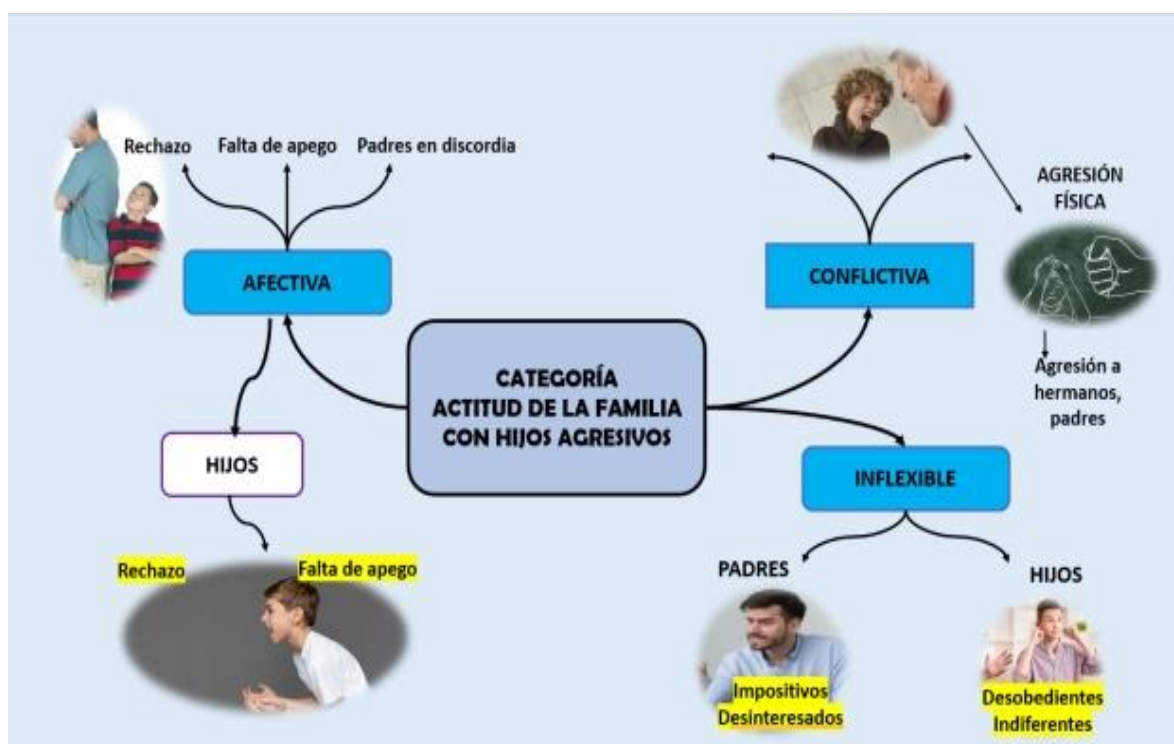 CATEGORÍA
ACTITUD DE LA FAMILIA
CON HIJOS AGRESIVOS
AFECTIVA
Rechazo
Falta de apego
Padres en discordia
HIJOS
Rechazo
Falta de apego
CONFLICTIVA
AGRESIÓN
FÍSICA
Agresión a
hermanos,
padres
INFLEXIBLE
PADRES
Impositivos
Desinteresados
HIJOS
Desobedientes
Indiferentes